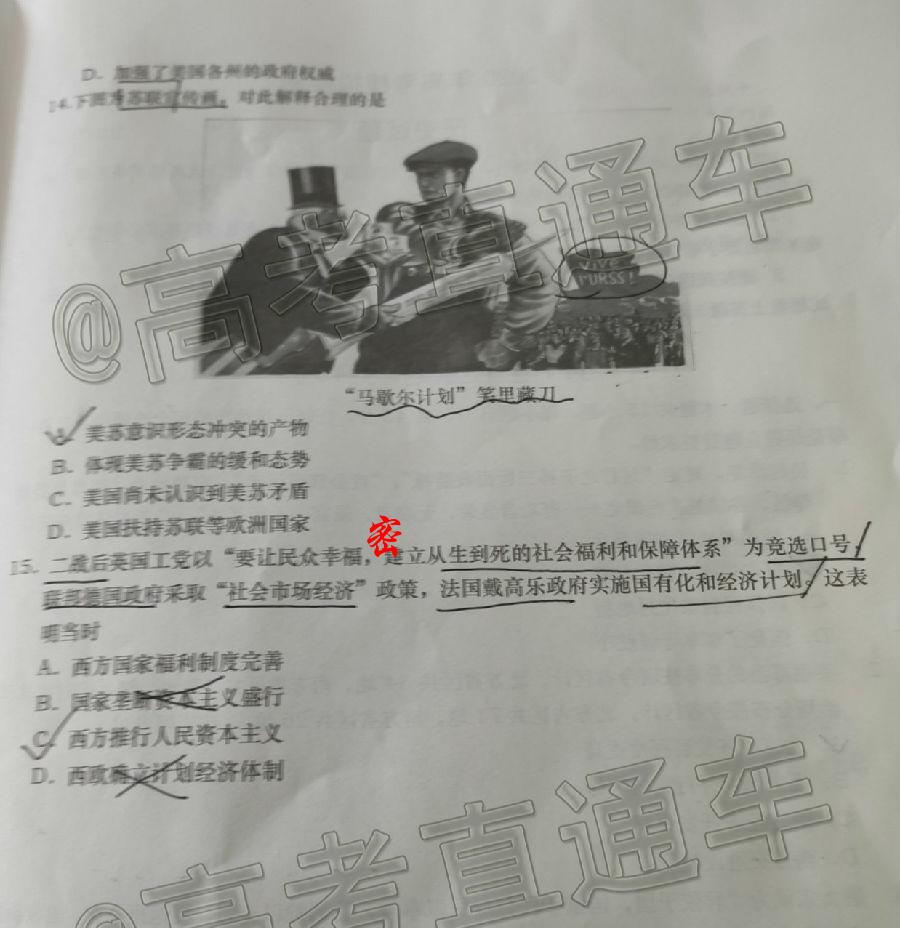 D. 加强了美国各州的政府权威
14.下图为苏联宣传画。对此解释合理的是
@高考直通车
VIVE
l'URSS!
“马歇尔计划”笑里藏刀
A. 美苏意识形态冲突的产物
B. 体现美苏争霸的缓和态势
C. 美国尚未认识到美苏矛盾
D. 美国扶持苏联等欧洲国家
密
15. 二战后英国工党以“要让民众幸福，建立从生到死的社会福利和保障体系”为竞选口号，
联邦德国政府采取“社会市场经济”政策，法国戴高乐政府实施国有化和经济计划。这表
明当时
A. 西方国家福利制度完善
B. 国家垄断资本主义盛行
C. 西方推行人民资本主义
D. 西欧确立计划经济体制
@高考直通车